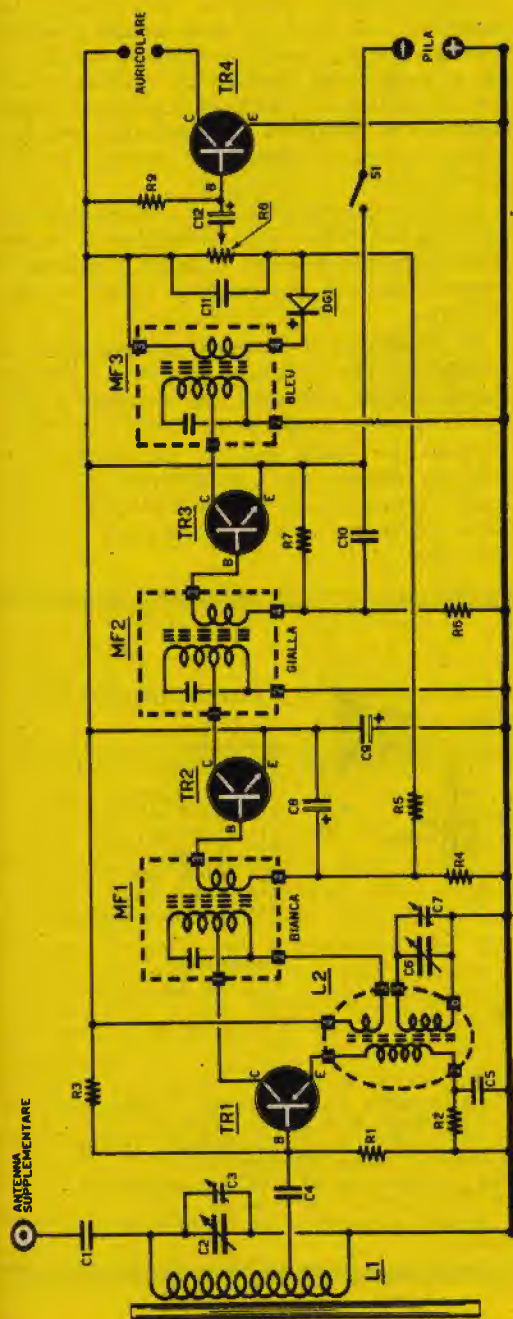 ANTENNA
SUPPLEMENTARE
C1
C2
C3
L1
C4
R3
TR1
B
C
E
R1
R2
C5
L2
C6
C7
MF1
BIANCA
TR2
B
C
E
C8
C9
R4
R5
MF2
GIALLA
TR3
B
C
E
R7
C10
R6
MF3
BLEU
DG1
+
C11
R8
C12
+
R9
TR4
B
C
E
AURICOLARE
S1
PILA